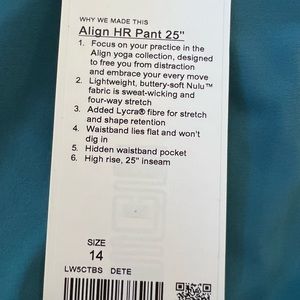 WHY WE MADE THIS
Align HR Pant 25"
1. Focus on your practice in the
Align yoga collection, designed
to free you from distraction
and embrace your every move
2. Lightweight, buttery-soft Nulu™
fabric is sweat-wicking and
four-way stretch
3. Added Lycra® fibre for stretch
and shape retention
4. Waistband lies flat and won't
dig in
5. Hidden waistband pocket
6. High rise, 25" inseam
SIZE
14
LW5CTBS DETE